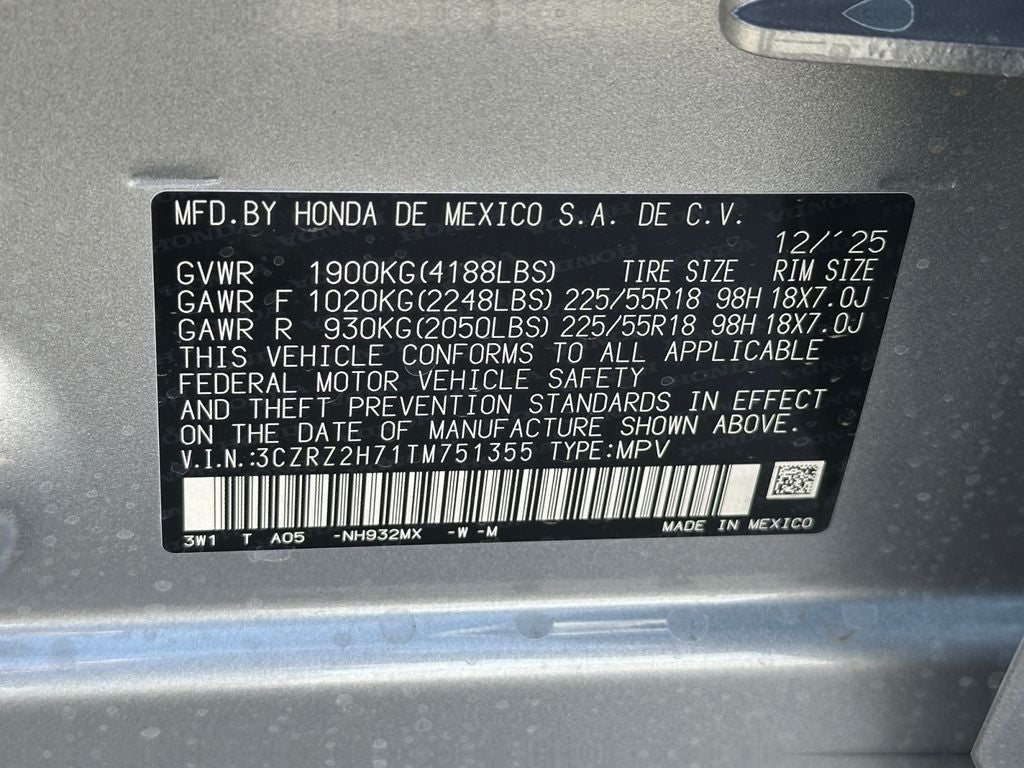 MFD.BY HONDA DE MEXICO S.A. DE C.V.
12/´25
GVWR 1900KG(4188LBS) TIRE SIZE RIM SIZE
GAWR F 1020KG(2248LBS) 225/55R18 98H 18X7.0J
GAWR R 930KG(2050LBS) 225/55R18 98H 18X7.0J
THIS VEHICLE CONFORMS TO ALL APPLICABLE
FEDERAL MOTOR VEHICLE SAFETY
AND THEFT PREVENTION STANDARDS IN EFFECT
ON THE DATE OF MANUFACTURE SHOWN ABOVE.
V.I.N.:3CZRZ2H71TM751355 TYPE:MPV
3W1 T A05 -NH932MX -W -M MADE IN MEXICO